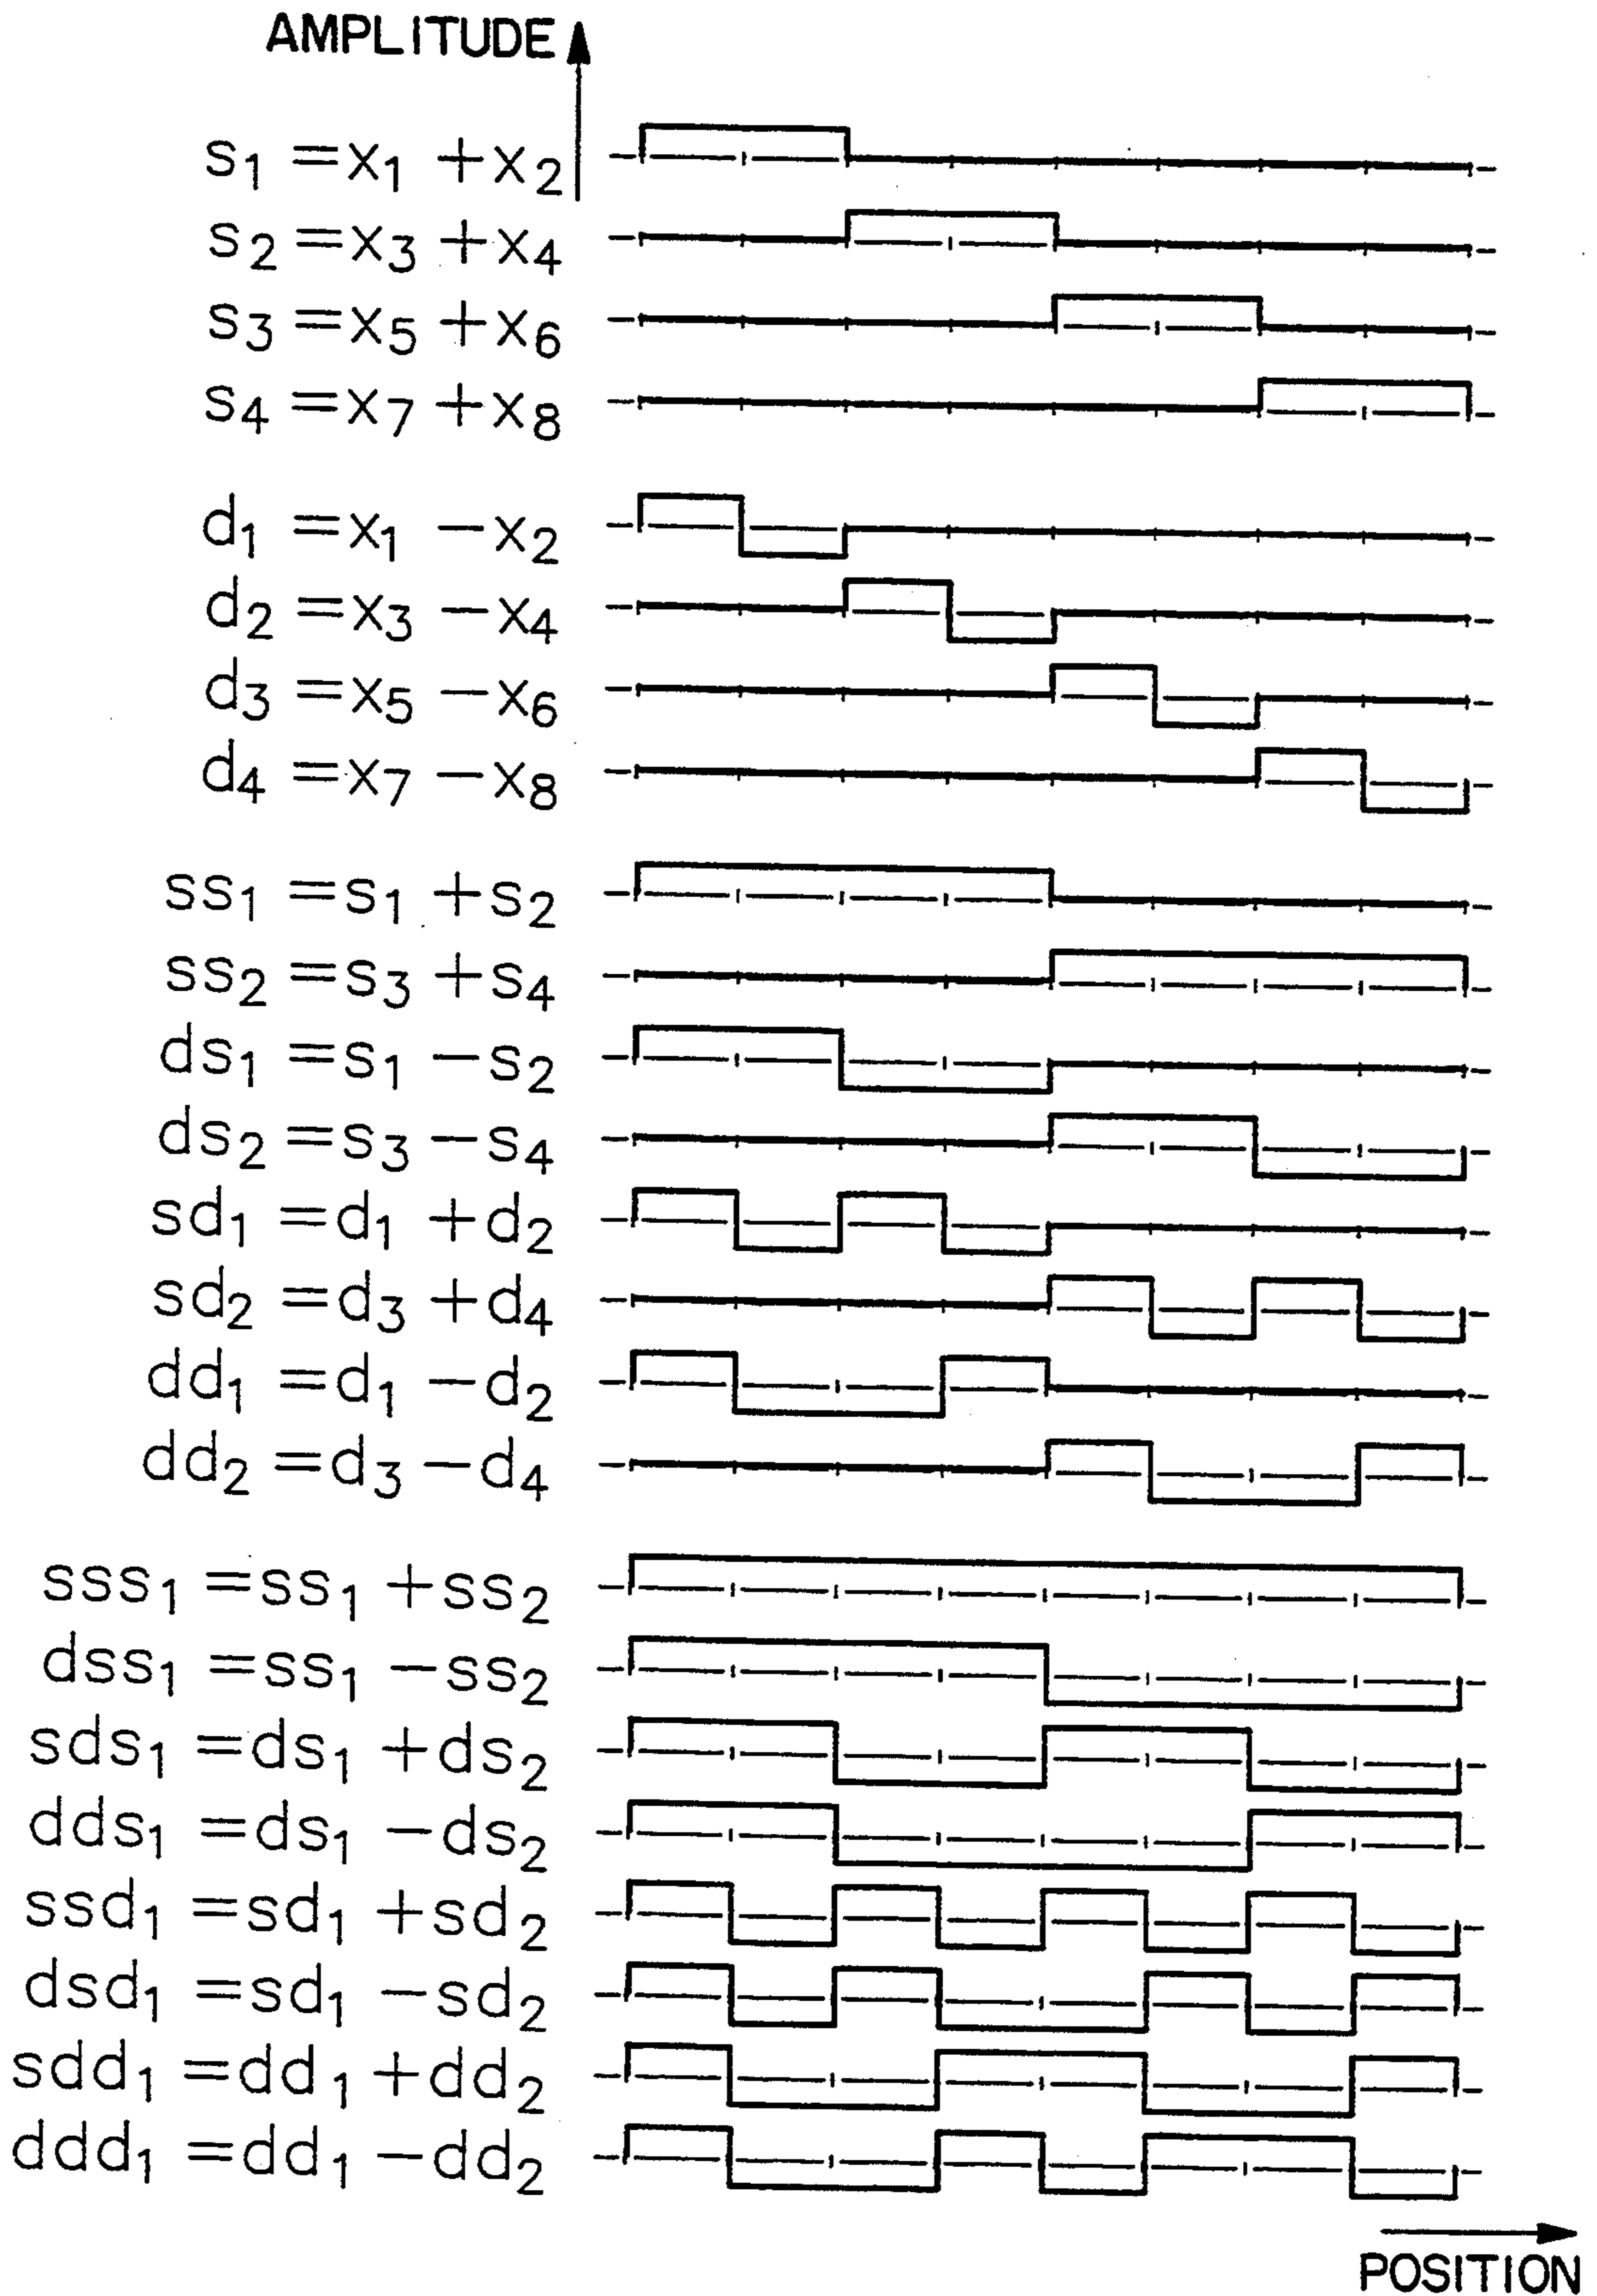 AMPLITUDE
s₁ = x₁ + x₂
s₂ = x₃ + x₄
s₃ = x₅ + x₆
s₄ = x₇ + x₈
d₁ = x₁ − x₂
d₂ = x₃ − x₄
d₃ = x₅ − x₆
d₄ = x₇ − x₈
ss₁ = s₁ + s₂
ss₂ = s₃ + s₄
ds₁ = s₁ − s₂
ds₂ = s₃ − s₄
sd₁ = d₁ + d₂
sd₂ = d₃ + d₄
dd₁ = d₁ − d₂
dd₂ = d₃ − d₄
sss₁ = ss₁ + ss₂
dss₁ = ss₁ − ss₂
sds₁ = ds₁ + ds₂
dds₁ = ds₁ − ds₂
ssd₁ = sd₁ + sd₂
dsd₁ = sd₁ − sd₂
sdd₁ = dd₁ + dd₂
ddd₁ = dd₁ − dd₂
POSITION